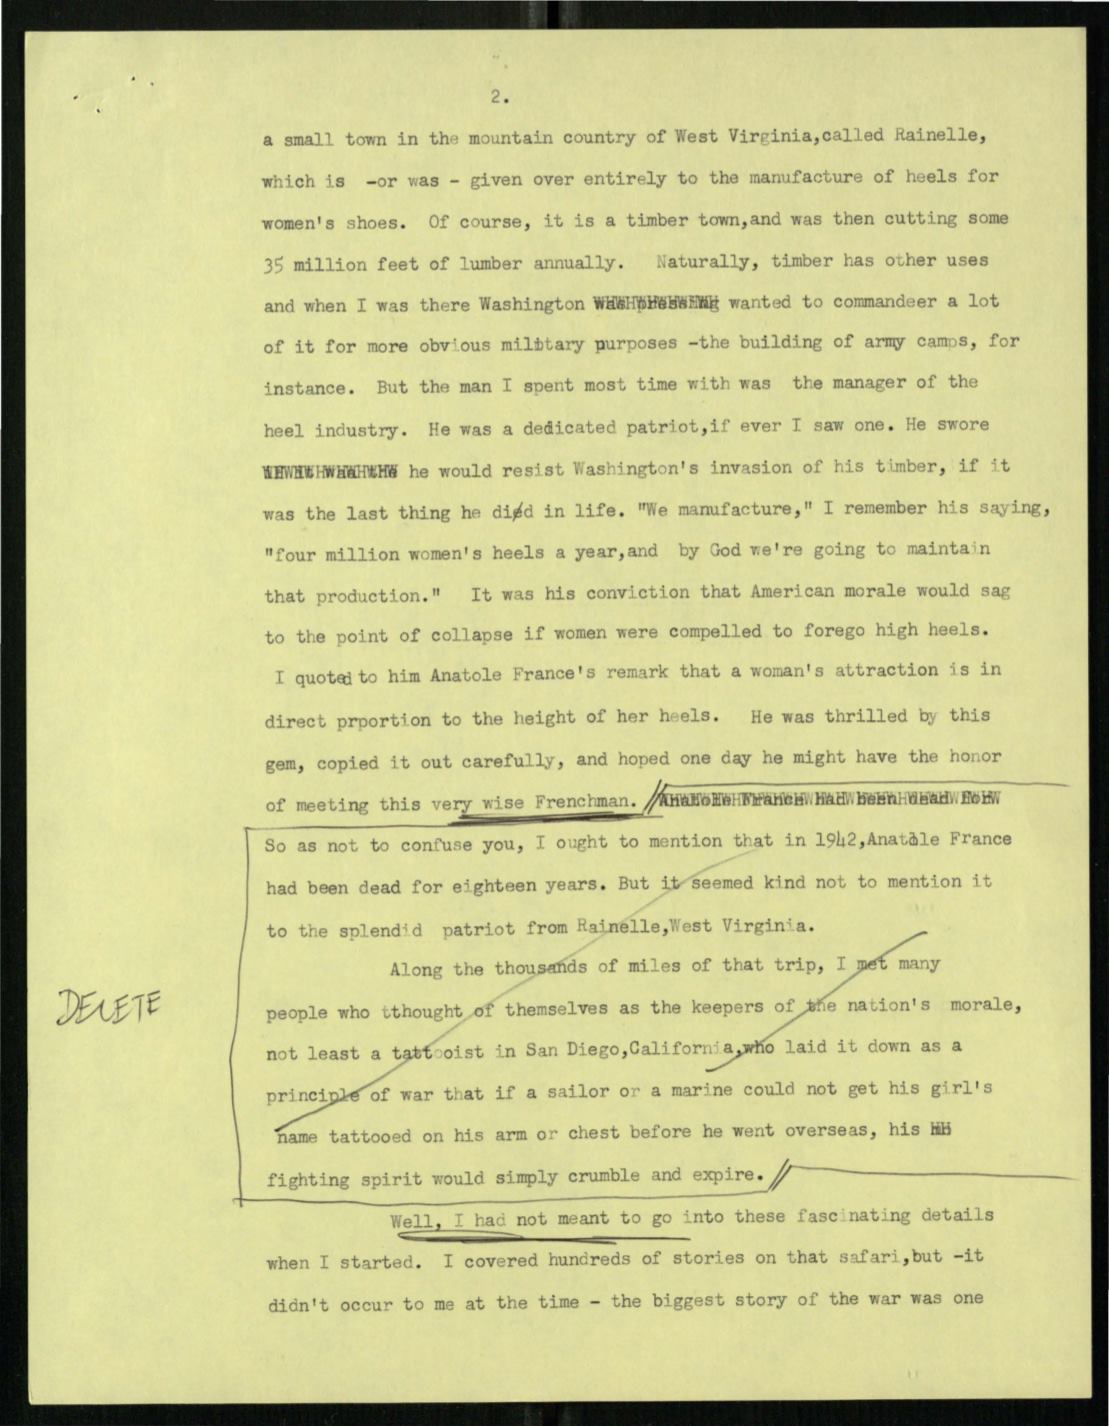 2.
a small town in the mountain country of West Virginia,called Rainelle,
which is -or was - given over entirely to the manufacture of heels for
women's shoes. Of course, it is a timber town,and was then cutting some
35 million feet of lumber annually. Naturally, timber has other uses
and when I was there Washington was pressing wanted to commandeer a lot
of it for more obvious military purposes -the building of army camps, for
instance. But the man I spent most time with was the manager of the
heel industry. He was a dedicated patriot,if ever I saw one. He swore
he would resist Washington's invasion of his timber, if it
was the last thing he died in life. "We manufacture," I remember his saying,
"four million women's heels a year,and by God we're going to maintain
that production." It was his conviction that American morale would sag
to the point of collapse if women were compelled to forego high heels.
I quoted to him Anatole France's remark that a woman's attraction is in
direct prportion to the height of her heels. He was thrilled by this
gem, copied it out carefully, and hoped one day he might have the honor
of meeting this very wise Frenchman. // Anatole France had been dead for
So as not to confuse you, I ought to mention that in 1942,Anatole France
had been dead for eighteen years. But it seemed kind not to mention it
to the splendid patriot from Rainelle,West Virginia.
Along the thousands of miles of that trip, I met many
people who tthought of themselves as the keepers of the nation's morale,
DELETE
not least a tattooist in San Diego,California,who laid it down as a
principle of war that if a sailor or a marine could not get his girl's
name tattooed on his arm or chest before he went overseas, his
fighting spirit would simply crumble and expire. //
Well, I had not meant to go into these fascinating details
when I started. I covered hundreds of stories on that safari,but -it
didn't occur to me at the time - the biggest story of the war was one